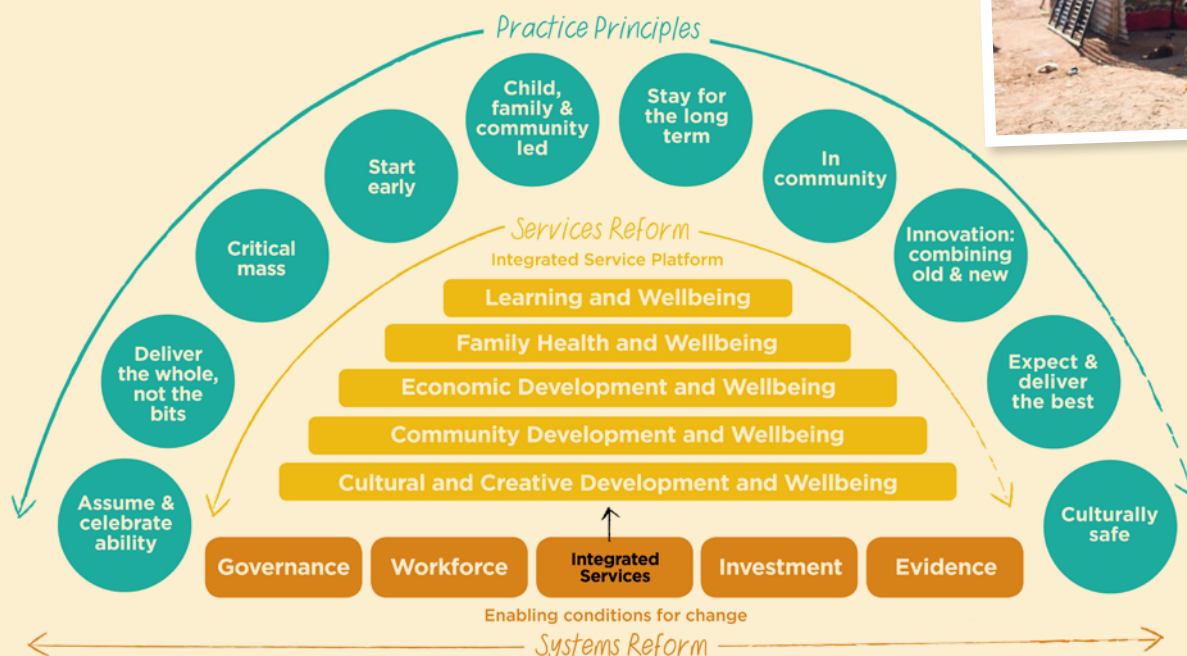 Practice Principles
Assume &
celebrate
ability
Deliver
the whole,
not the
bits
Critical
mass
Start
early
Child,
family &
community
led
Stay for
the long
term
In
community
Innovation:
combining
old & new
Expect &
deliver
the best
Culturally
safe
Services Reform
Integrated Service Platform
Learning and Wellbeing
Family Health and Wellbeing
Economic Development and Wellbeing
Community Development and Wellbeing
Cultural and Creative Development and Wellbeing
Governance
Workforce
Integrated
Services
Investment
Evidence
Enabling conditions for change
Systems Reform